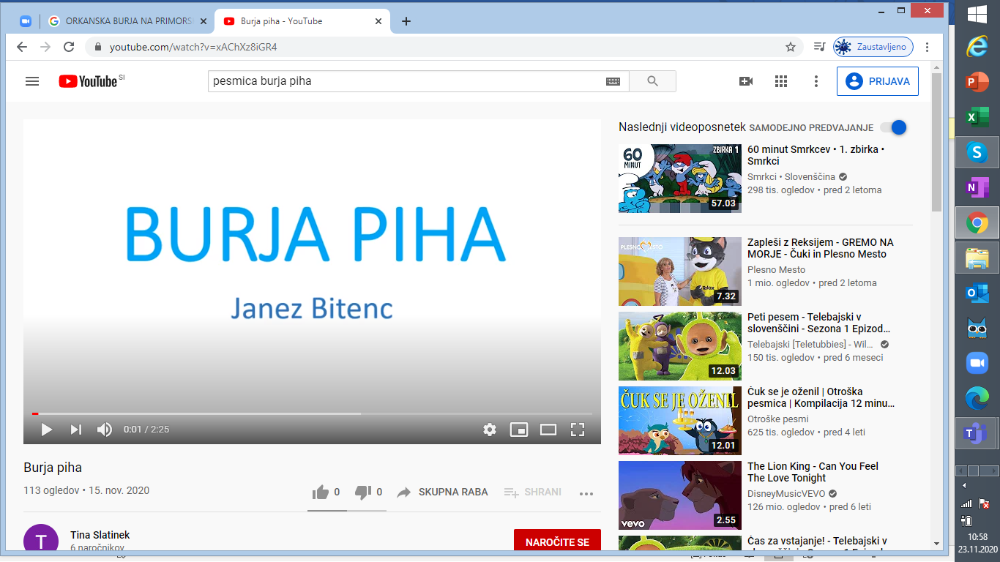 ORKANSKA BURJA NA PRIMORS
Burja piha - YouTube
youtube.com/watch?v=xAChXz8iGR4
Zaustavljeno
YouTube SI
pesmica burja piha
PRIJAVA
BURJA PIHA
Janez Bitenc
0:01 / 2:25
Burja piha
113 ogledov • 15. nov. 2020
0
0
SKUPNA RABA
SHRANI
T
Tina Slatinek
6 naročnikov
NAROČITE SE
Naslednji videoposnetek
SAMODEJNO PREDVAJANJE
60 MINUT
ZBIRKA 1
57.03
60 minut Smrkcev • 1. zbirka •
Smrkci
Smrkci • Slovenščina
298 tis. ogledov • pred 2 letoma
PLESNO MESTO
Relax
7.32
Zapleši z Reksijem - GREMO NA
MORJE - Čuki in Plesno Mesto
Plesno Mesto
1 mio. ogledov • pred 2 letoma
12.03
Peti pesem - Telebajski v
slovenščini - Sezona 1 Epizod...
Telebajski [Teletubbies] - Wil...
150 tis. ogledov • pred 6 meseci
ČUK SE JE OŽENIL
12.01
Čuk se je oženil | Otroška
pesmica | Kompilacija 12 minu...
Otroške pesmi
625 tis. ogledov • pred 4 leti
vevo
2.55
The Lion King - Can You Feel
The Love Tonight
DisneyMusicVEVO
126 mio. ogledov • pred 6 leti
Čas za vstajanje! - Telebajski v
10:58
23.11.2020